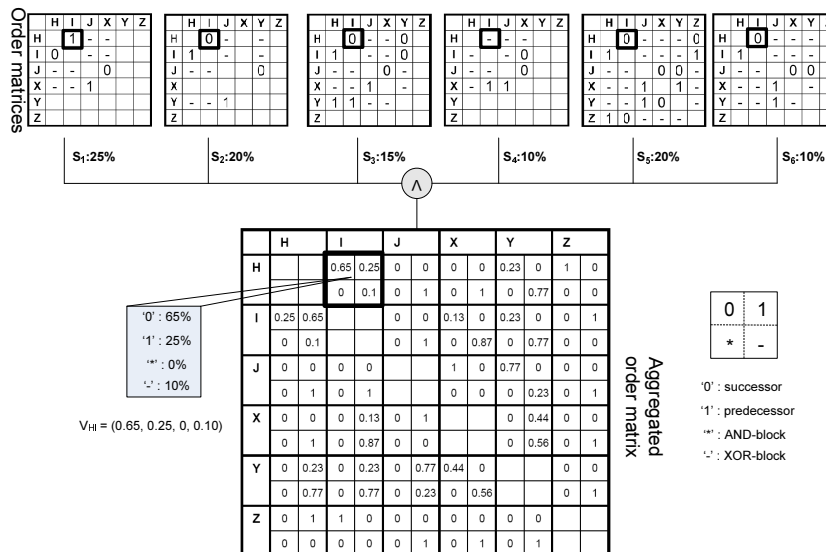 Order matrices
H I J X Y Z
H 1 - -
I 0 - -
J - - 0
X - - 1
Y
Z
H I J X Y Z
H 0 - -
I 1 - -
J - - 0
X
Y - - 1
Z
H I J X Y Z
H 0 - - 0
I 1 - - 0
J - - 0 -
X - - 1 -
Y 1 1 - -
Z
H I J X Y Z
H - - -
I - - 0
J - - 0
X - 1 1
Y
Z
H I J X Y Z
H 0 - - - 0
I 1 - - - 1
J - - 0 0 -
X - - 1 1 -
Y - - 1 0 -
Z 1 0 - - -
H I J X Y
H 0 - -
I 1 - -
J - - 0 0
X - - 1 -
Y - - 1 -
Z
S1:25% S2:20% S3:15% S4:10% S5:20% S6:10%
Λ
H I J X Y Z
H 0.65 0.25 0 0 0 0 0.23 0 1 0
0 0.1 0 1 0 1 0 0.77 0 0
I 0.25 0.65 0 0 0.13 0 0.23 0 0 1
0 0.1 0 1 0 0.87 0 0.77 0 0
J 0 0 0 0 1 0 0.77 0 0 0
0 1 0 1 0 0 0 0.23 0 1
X 0 0 0 0.13 0 1 0 0.44 0 0
0 1 0 0.87 0 0 0 0.56 0 1
Y 0 0.23 0 0.23 0 0.77 0.44 0 0 0
0 0.77 0 0.77 0 0.23 0 0.56 0 1
Z 0 1 1 0 0 0 0 0 0 0
0 0 0 0 0 1 0 1 0 1
'0' : 65%
'1' : 25%
'*' : 0%
'-' : 10%
VHI = (0.65, 0.25, 0, 0.10)
Aggregated
order matrix
0 1
* -
'0' : successor
'1' : predecessor
'*' : AND-block
'-' : XOR-block